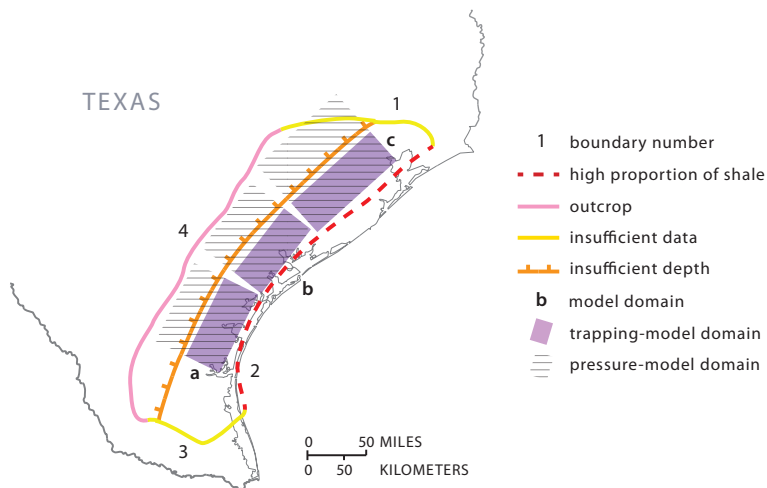 TEXAS
1
c
4
b
a
2
3
0 50 MILES
0 50 KILOMETERS
1 boundary number
high proportion of shale
outcrop
insufficient data
insufficient depth
b model domain
trapping-model domain
pressure-model domain